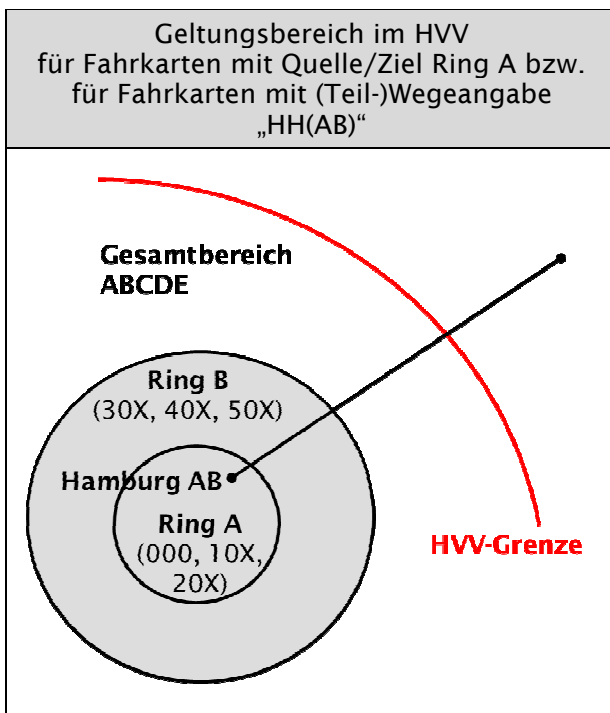 Geltungsbereich im HVV
für Fahrkarten mit Quelle/Ziel Ring A bzw.
für Fahrkarten mit (Teil-)Wegeangabe
„HH(AB)“
Gesamtbereich
ABCDE
Ring B
(30X, 40X, 50X)
Hamburg AB
Ring A
(000, 10X,
20X)
HVV-Grenze